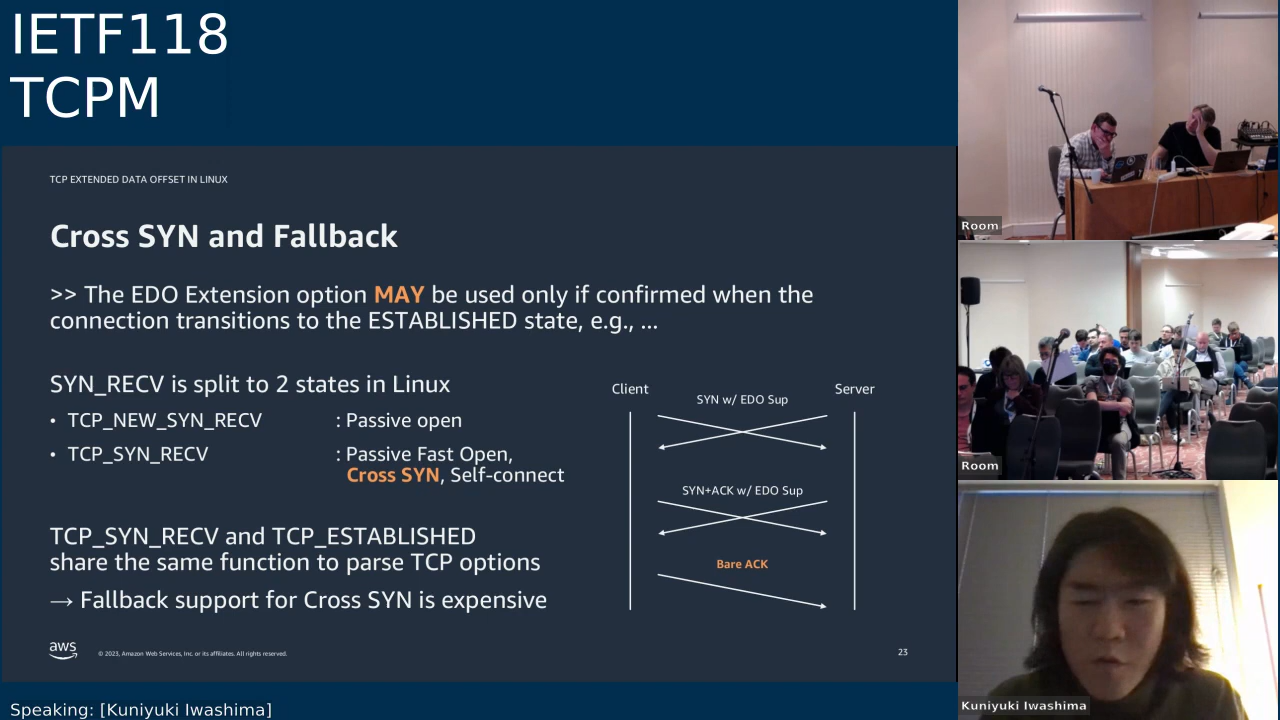 IETF118
TCPM
TCP EXTENDED DATA OFFSET IN LINUX
Cross SYN and Fallback
>> The EDO Extension option MAY be used only if confirmed when the
connection transitions to the ESTABLISHED state, e.g., ...
SYN_RECV is split to 2 states in Linux
• TCP_NEW_SYN_RECV : Passive open
• TCP_SYN_RECV : Passive Fast Open,
Cross SYN, Self-connect
TCP_SYN_RECV and TCP_ESTABLISHED
share the same function to parse TCP options
→ Fallback support for Cross SYN is expensive
Client
Server
SYN w/ EDO Sup
SYN+ACK w/ EDO Sup
Bare ACK
aws
© 2023, Amazon Web Services, Inc. or its affiliates. All rights reserved.
23
Speaking: [Kuniyuki Iwashima]
Room
Room
Kuniyuki Iwashima